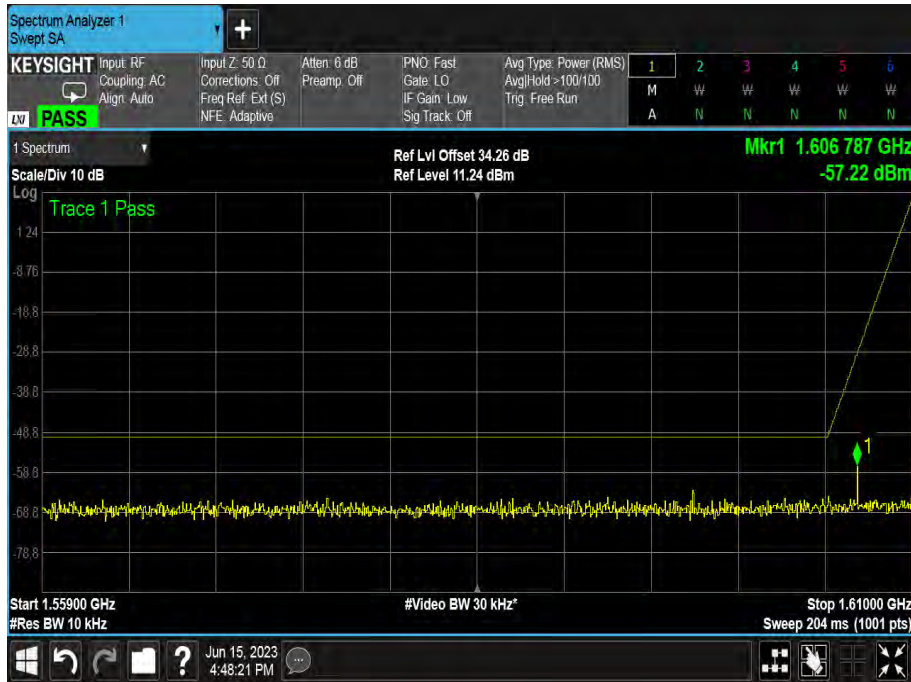 Spectrum Analyzer 1
Swept SA
+
KEYSIGHT Input: RF
Coupling: AC
Align: Auto
Input Z: 50 Ω
Corrections: Off
Freq Ref: Ext (S)
NFE: Adaptive
Atten: 6 dB
Preamp: Off
PNO: Fast
Gate: LO
IF Gain: Low
Sig Track: Off
Avg Type: Power (RMS)
Avg|Hold:>100/100
Trig: Free Run
1 2 3 4 5 6
M W W W W W
A N N N N N
LXI PASS
1 Spectrum
Scale/Div 10 dB
Ref Lvl Offset 34.26 dB
Ref Level 11.24 dBm
Mkr1 1.606 787 GHz
-57.22 dBm
Log
Trace 1 Pass
1.24
-8.76
-18.8
-28.8
-38.8
-48.8
1
-58.8
-68.8
-78.8
Start 1.55900 GHz
#Video BW 30 kHz*
Stop 1.61000 GHz
#Res BW 10 kHz
Sweep 204 ms (1001 pts)
?
Jun 15, 2023
4:48:21 PM